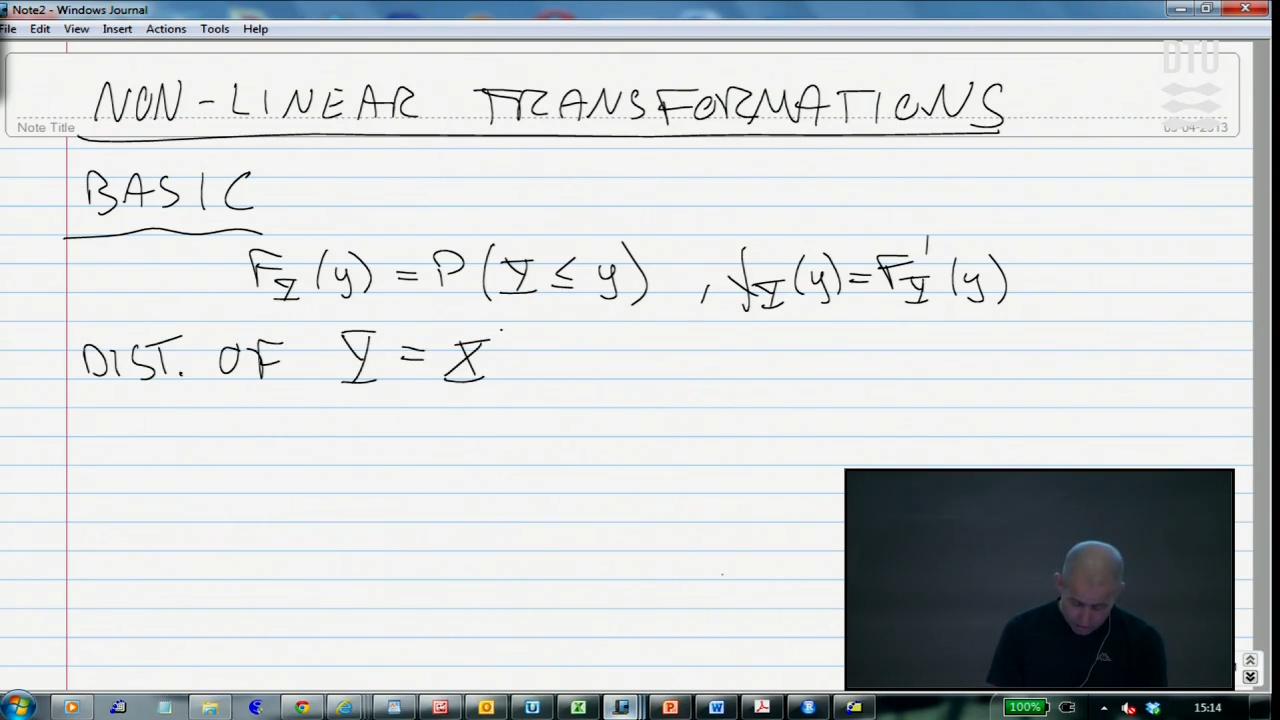 Note2 - Windows Journal
File Edit View Insert Actions Tools Help
DTU
NON-LINEAR TRANSFORMATIONS
Note Title
BASIC
F_Y(y) = P(Y ≤ y) , f_Y(y) = F'_Y(y)
DIST. OF Y = X
100% 15:14